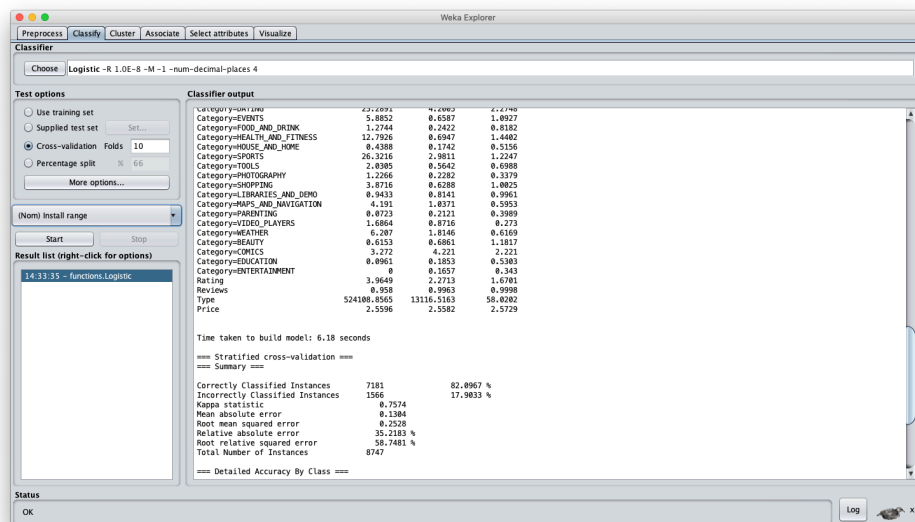 Weka Explorer
Preprocess Classify Cluster Associate Select attributes Visualize
Classifier
Choose Logistic -R 1.0E-8 -M -1 -num-decimal-places 4
Test options
Use training set
Supplied test set Set...
Cross-validation Folds 10
Percentage split % 66
More options...
(Nom) Install range
Start Stop
Result list (right-click for options)
14:33:35 - functions.Logistic
Classifier output
Category=DATING 23.2891 4.2005 2.2748
Category=EVENTS 5.8852 0.6587 1.0927
Category=FOOD_AND_DRINK 1.2744 0.2422 0.8182
Category=HEALTH_AND_FITNESS 12.7926 0.6947 1.4402
Category=HOUSE_AND_HOME 0.4388 0.1742 0.5156
Category=SPORTS 26.3216 2.9811 1.2247
Category=TOOLS 2.0305 0.5642 0.6988
Category=PHOTOGRAPHY 1.2266 0.2282 0.3379
Category=SHOPPING 3.8716 0.6288 1.0025
Category=LIBRARIES_AND_DEMO 0.9433 0.8141 0.9961
Category=MAPS_AND_NAVIGATION 4.191 1.0371 0.5953
Category=PARENTING 0.0723 0.2121 0.3989
Category=VIDEO_PLAYERS 1.6864 0.8716 0.273
Category=WEATHER 6.207 1.8146 0.6169
Category=BEAUTY 0.6153 0.6861 1.1817
Category=COMICS 3.272 4.221 2.221
Category=EDUCATION 0.0961 0.1853 0.5303
Category=ENTERTAINMENT 0 0.1657 0.343
Rating 3.9649 2.2713 1.6701
Reviews 0.958 0.9963 0.9998
Type 524108.8565 13116.5163 58.0202
Price 2.5596 2.5582 2.5729
Time taken to build model: 6.18 seconds
=== Stratified cross-validation ===
=== Summary ===
Correctly Classified Instances 7181 82.0967 %
Incorrectly Classified Instances 1566 17.9033 %
Kappa statistic 0.7574
Mean absolute error 0.1304
Root mean squared error 0.2528
Relative absolute error 35.2183 %
Root relative squared error 58.7481 %
Total Number of Instances 8747
=== Detailed Accuracy By Class ===
Status
OK
Log
x